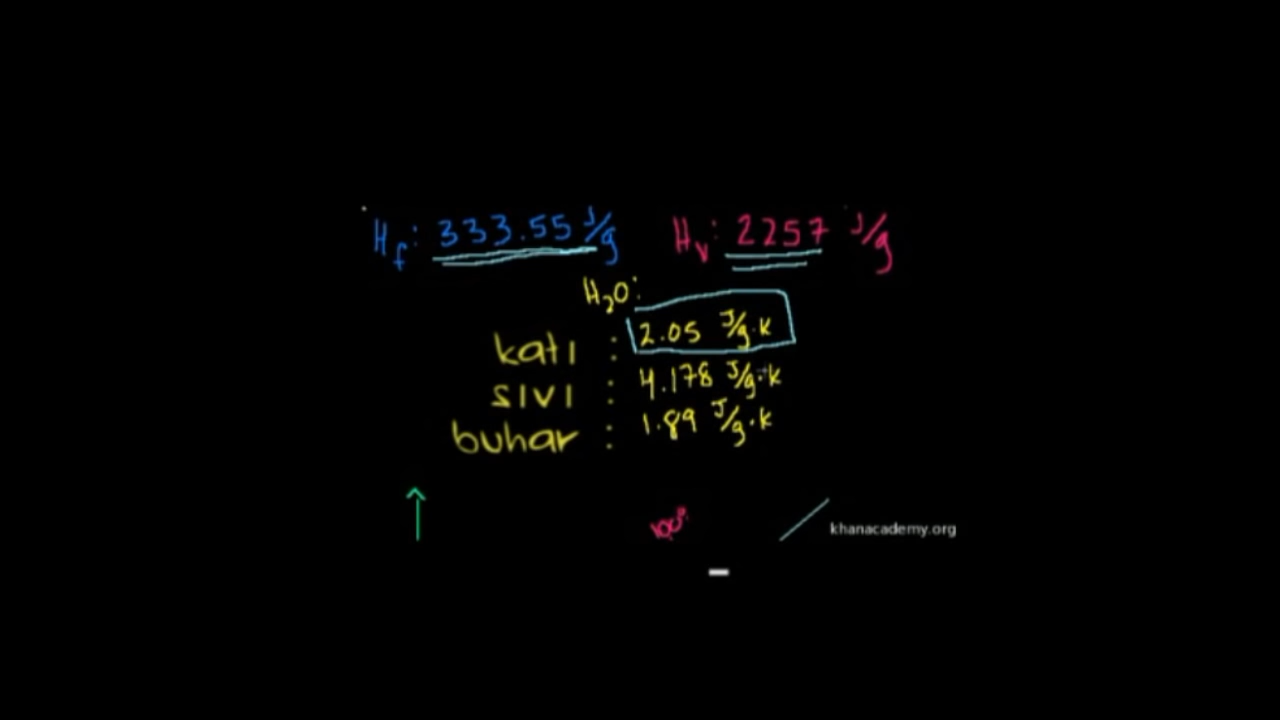 Hf: 333.55 J/g Hv: 2257 J/g
H₂O:
katı : 2.05 J/g·K
sıvı : 4.178 J/g·K
buhar : 1.89 J/g·K
100°
khanacademy.org